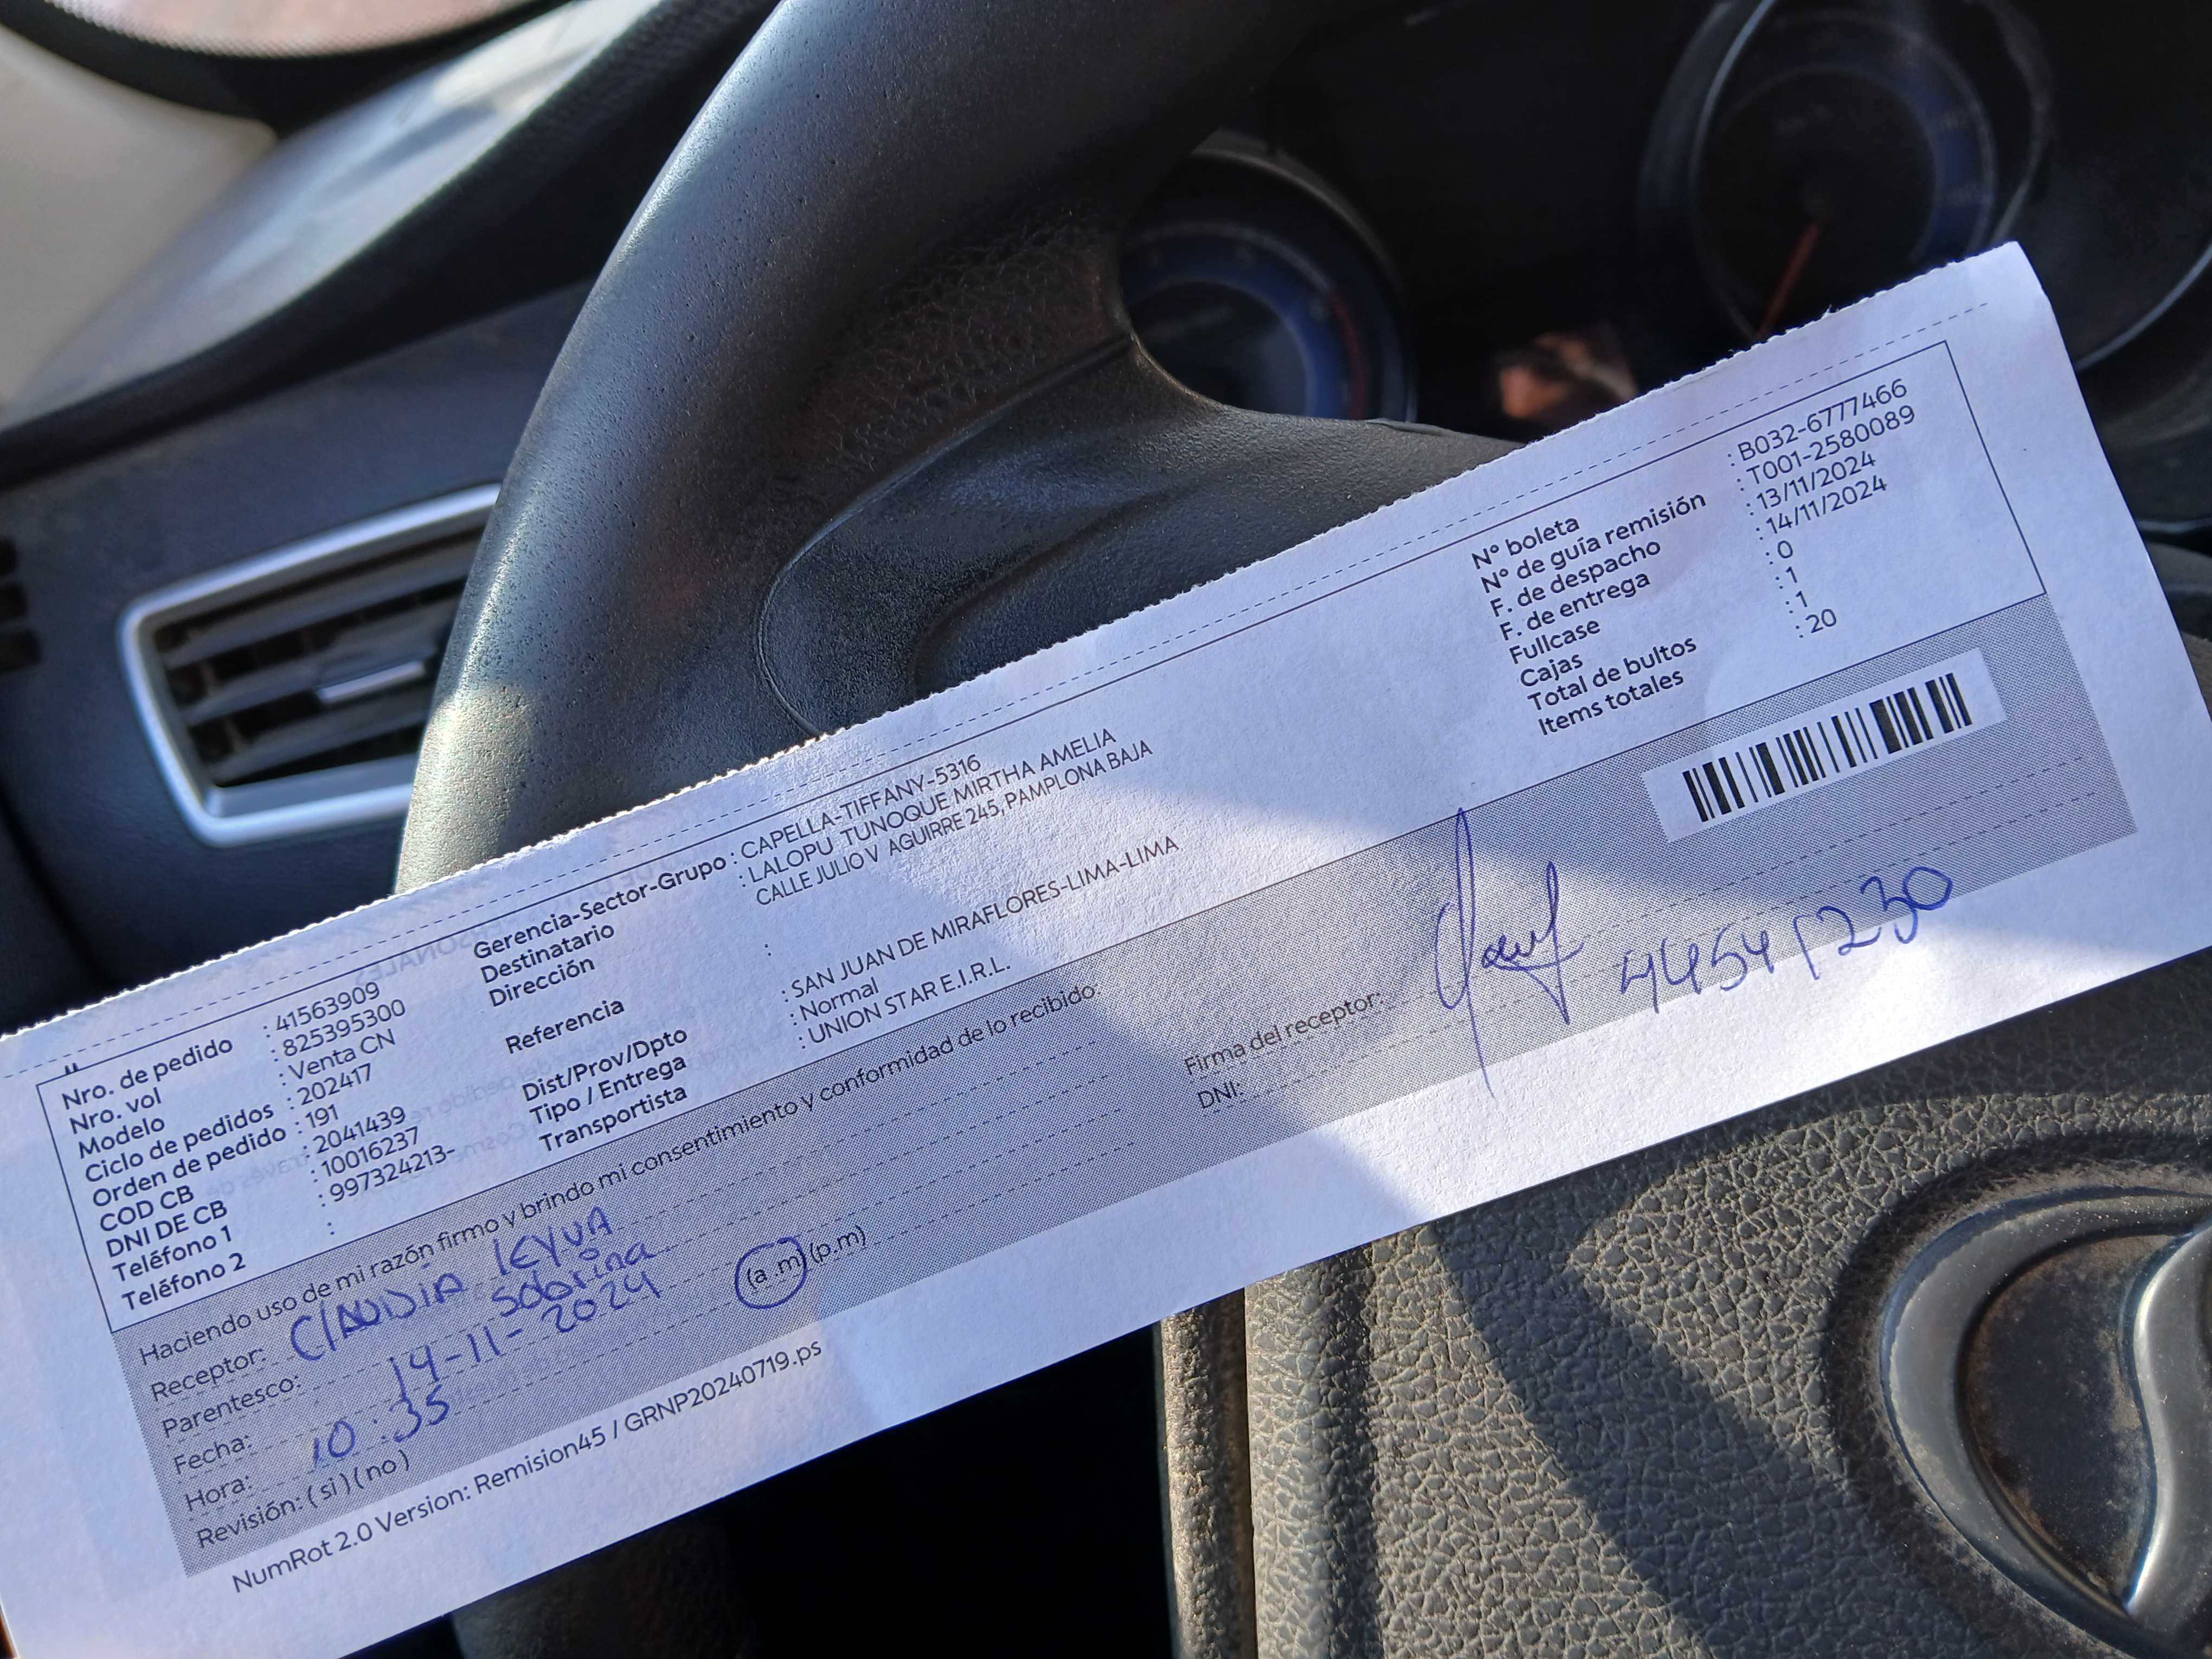 Nro. de pedido : 41563909
Nro. vol : 825395300
Modelo : Venta CN
Ciclo de pedidos : 202417
Orden de pedido : 191
COD CB : 2041439
DNI DE CB : 10016237
Teléfono 1 : 997324213-
Teléfono 2 :
Gerencia-Sector-Grupo : CAPELLA-TIFFANY-5316
Destinatario : LALOPU TUNOQUE MIRTHA AMELIA
Dirección CALLE JULIO V AGUIRRE 245, PAMPLONA BAJA
Referencia :
Dist/Prov/Dpto : SAN JUAN DE MIRAFLORES-LIMA-LIMA
Tipo / Entrega : Normal
Transportista : UNION STAR E.I.R.L.
N° boleta : B032-6777466
N° de guía remisión : T001-2580089
F. de despacho : 13/11/2024
F. de entrega : 14/11/2024
Fullcase : 0
Cajas : 1
Total de bultos : 1
Items totales : 20
Haciendo uso de mi razón firmo y brindo mi consentimiento y conformidad de lo recibido:
Receptor: ClAUDIA lEYVA
Parentesco: sobrina
Fecha: 14-11-2024
Hora: 10:35 (a.m) (p.m)
Revisión: (si) (no)
Firma del receptor:
DNI: 44541230
NumRot 2.0 Version: Remision45 / GRNP20240719.ps